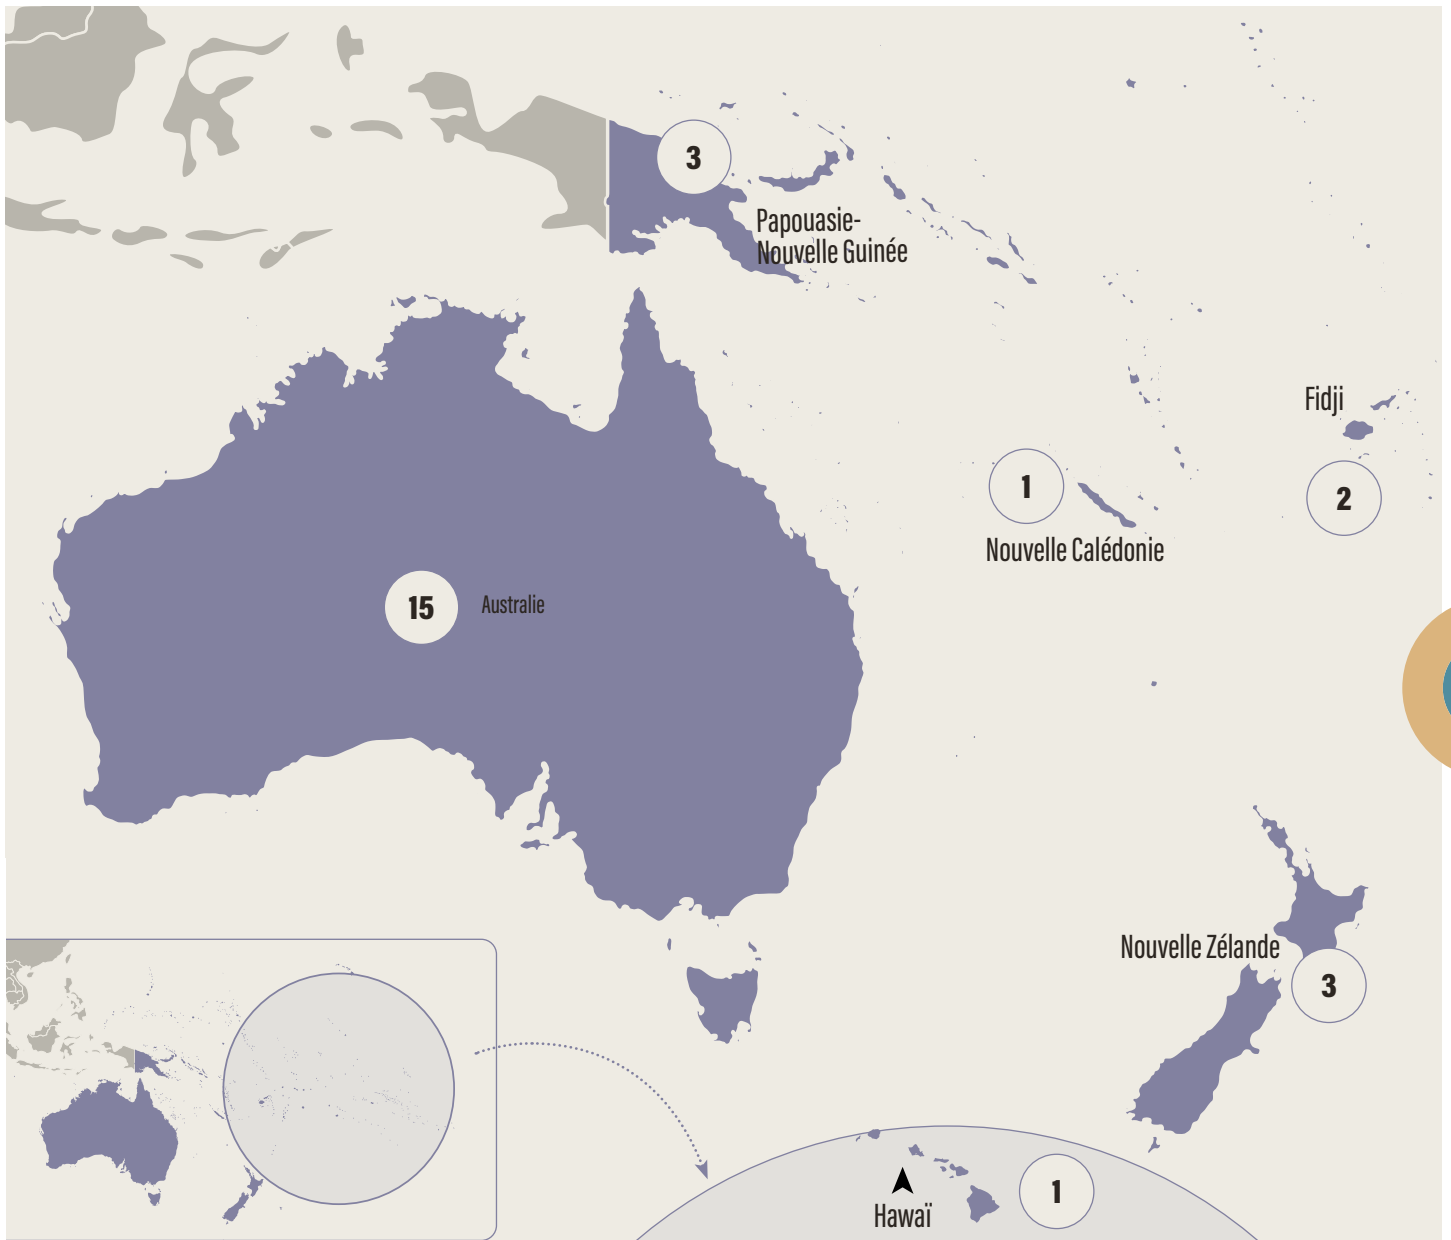 3
Papouasie-
Nouvelle Guinée
Fidji
1
2
Nouvelle Calédonie
15
Australie
Nouvelle Zélande
3
1
Hawaï